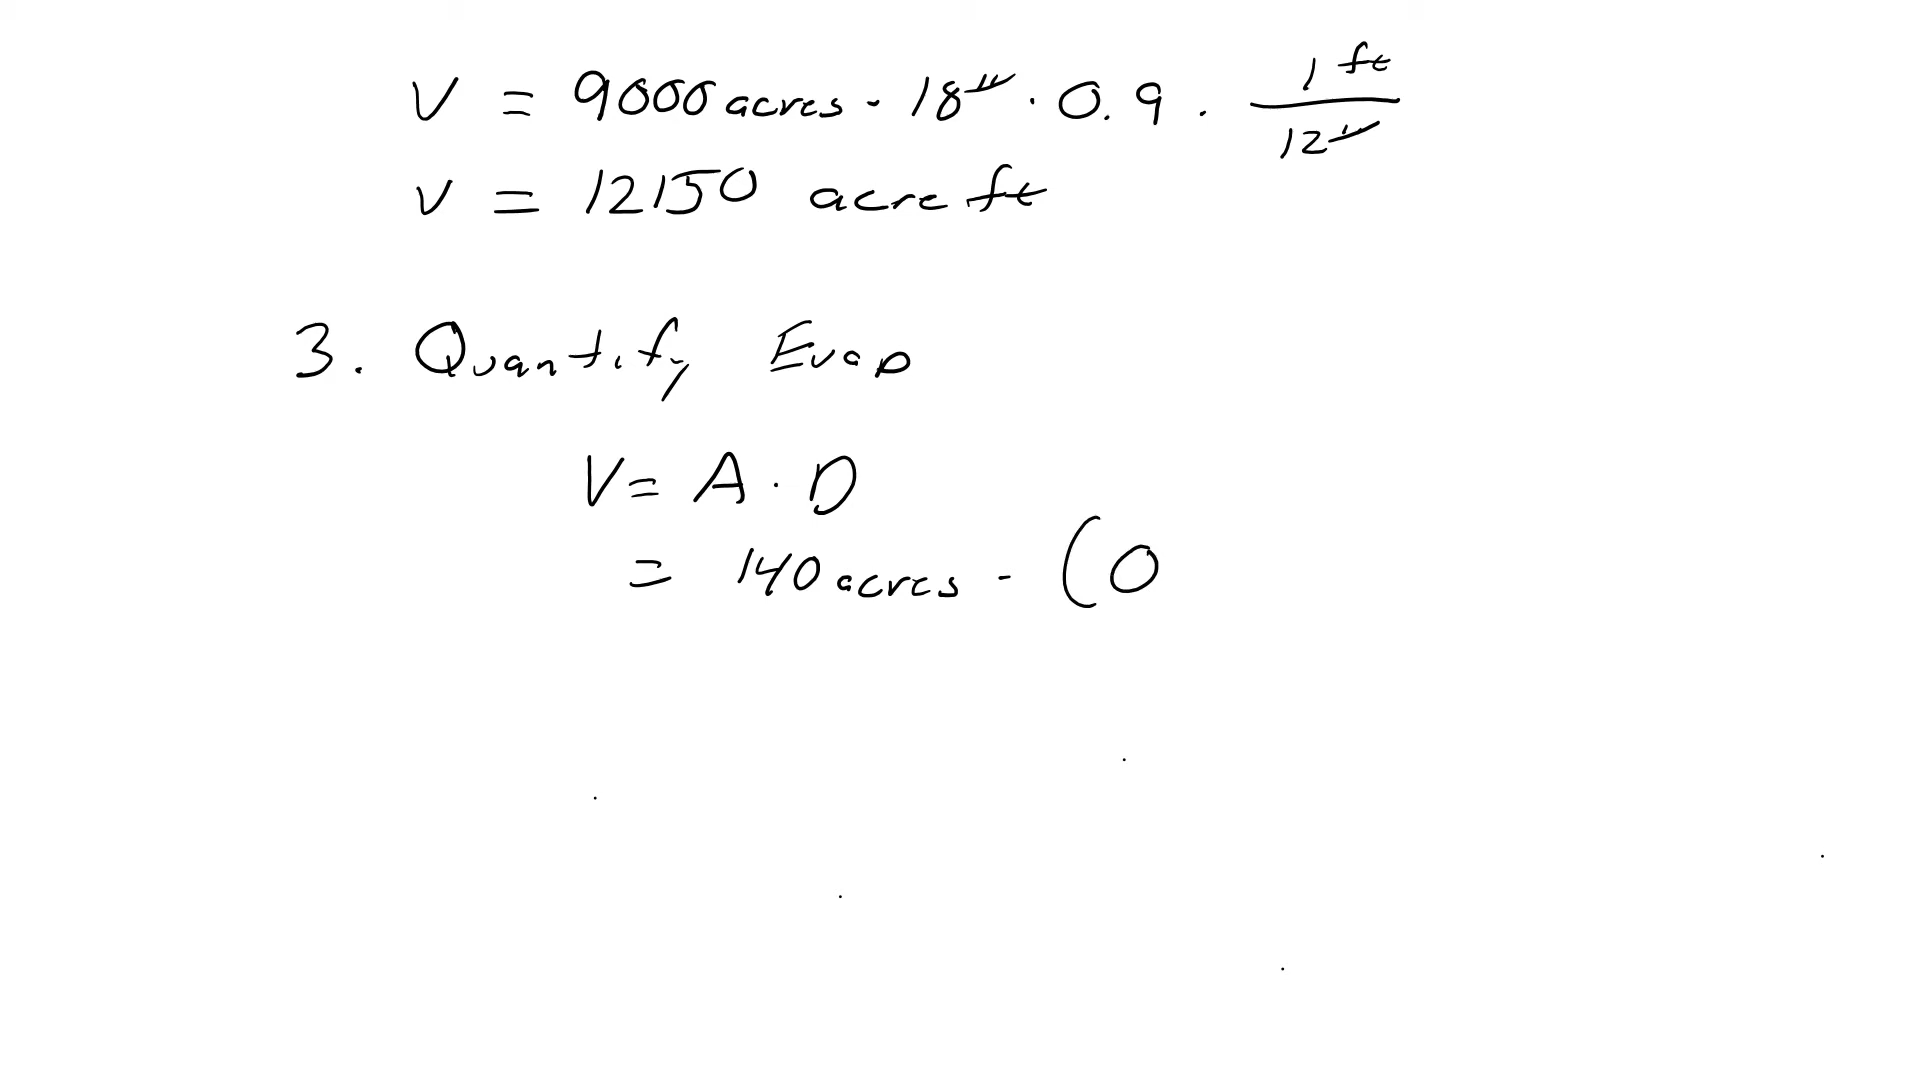 V = 9000 acres · 18" · 0.9 · 1 ft / 12"
V = 12150 acre ft
3. Quantify Evap
V = A · D
= 140 acres · (0